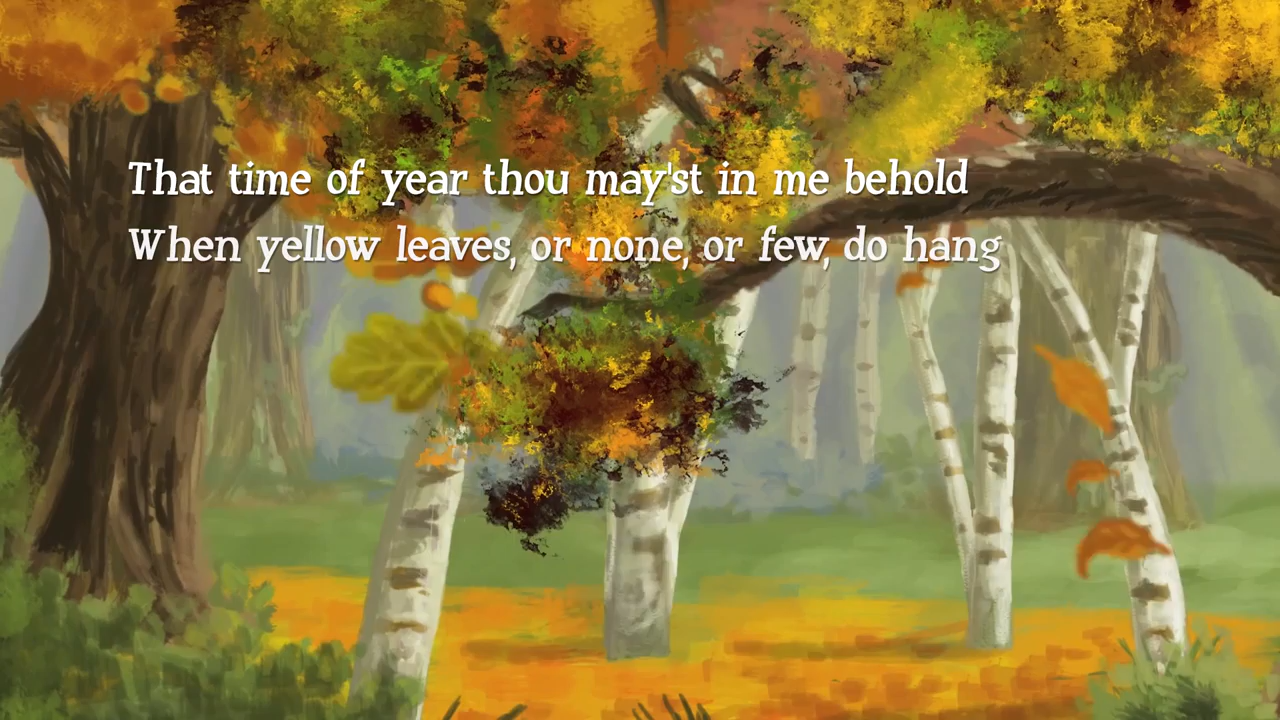 That time of year thou may'st in me behold
When yellow leaves, or none, or few, do hang